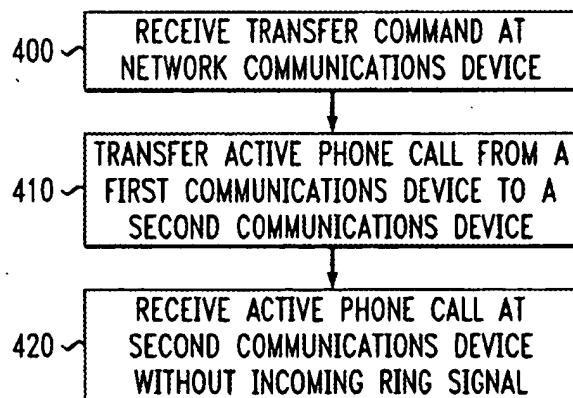 400
RECEIVE TRANSFER COMMAND AT
NETWORK COMMUNICATIONS DEVICE
410
TRANSFER ACTIVE PHONE CALL FROM A
FIRST COMMUNICATIONS DEVICE TO A
SECOND COMMUNICATIONS DEVICE
420
RECEIVE ACTIVE PHONE CALL AT
SECOND COMMUNICATIONS DEVICE
WITHOUT INCOMING RING SIGNAL